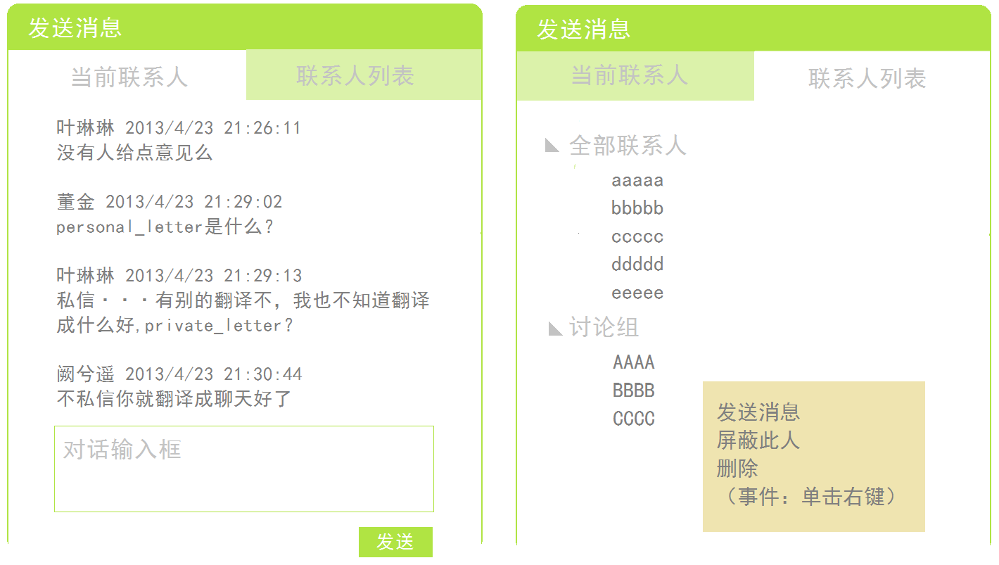 发送消息
当前联系人
联系人列表
叶琳琳 2013/4/23 21:26:11
没有人给点意见么
董金 2013/4/23 21:29:02
personal_letter是什么？
叶琳琳 2013/4/23 21:29:13
私信···有别的翻译不，我也不知道翻译
成什么好,private_letter？
阙兮遥 2013/4/23 21:30:44
不私信你就翻译成聊天好了
对话输入框
发送
发送消息
当前联系人
联系人列表
全部联系人
aaaaa
bbbbb
ccccc
ddddd
eeeee
讨论组
AAAA
BBBB
CCCC
发送消息
屏蔽此人
删除
（事件：单击右键）